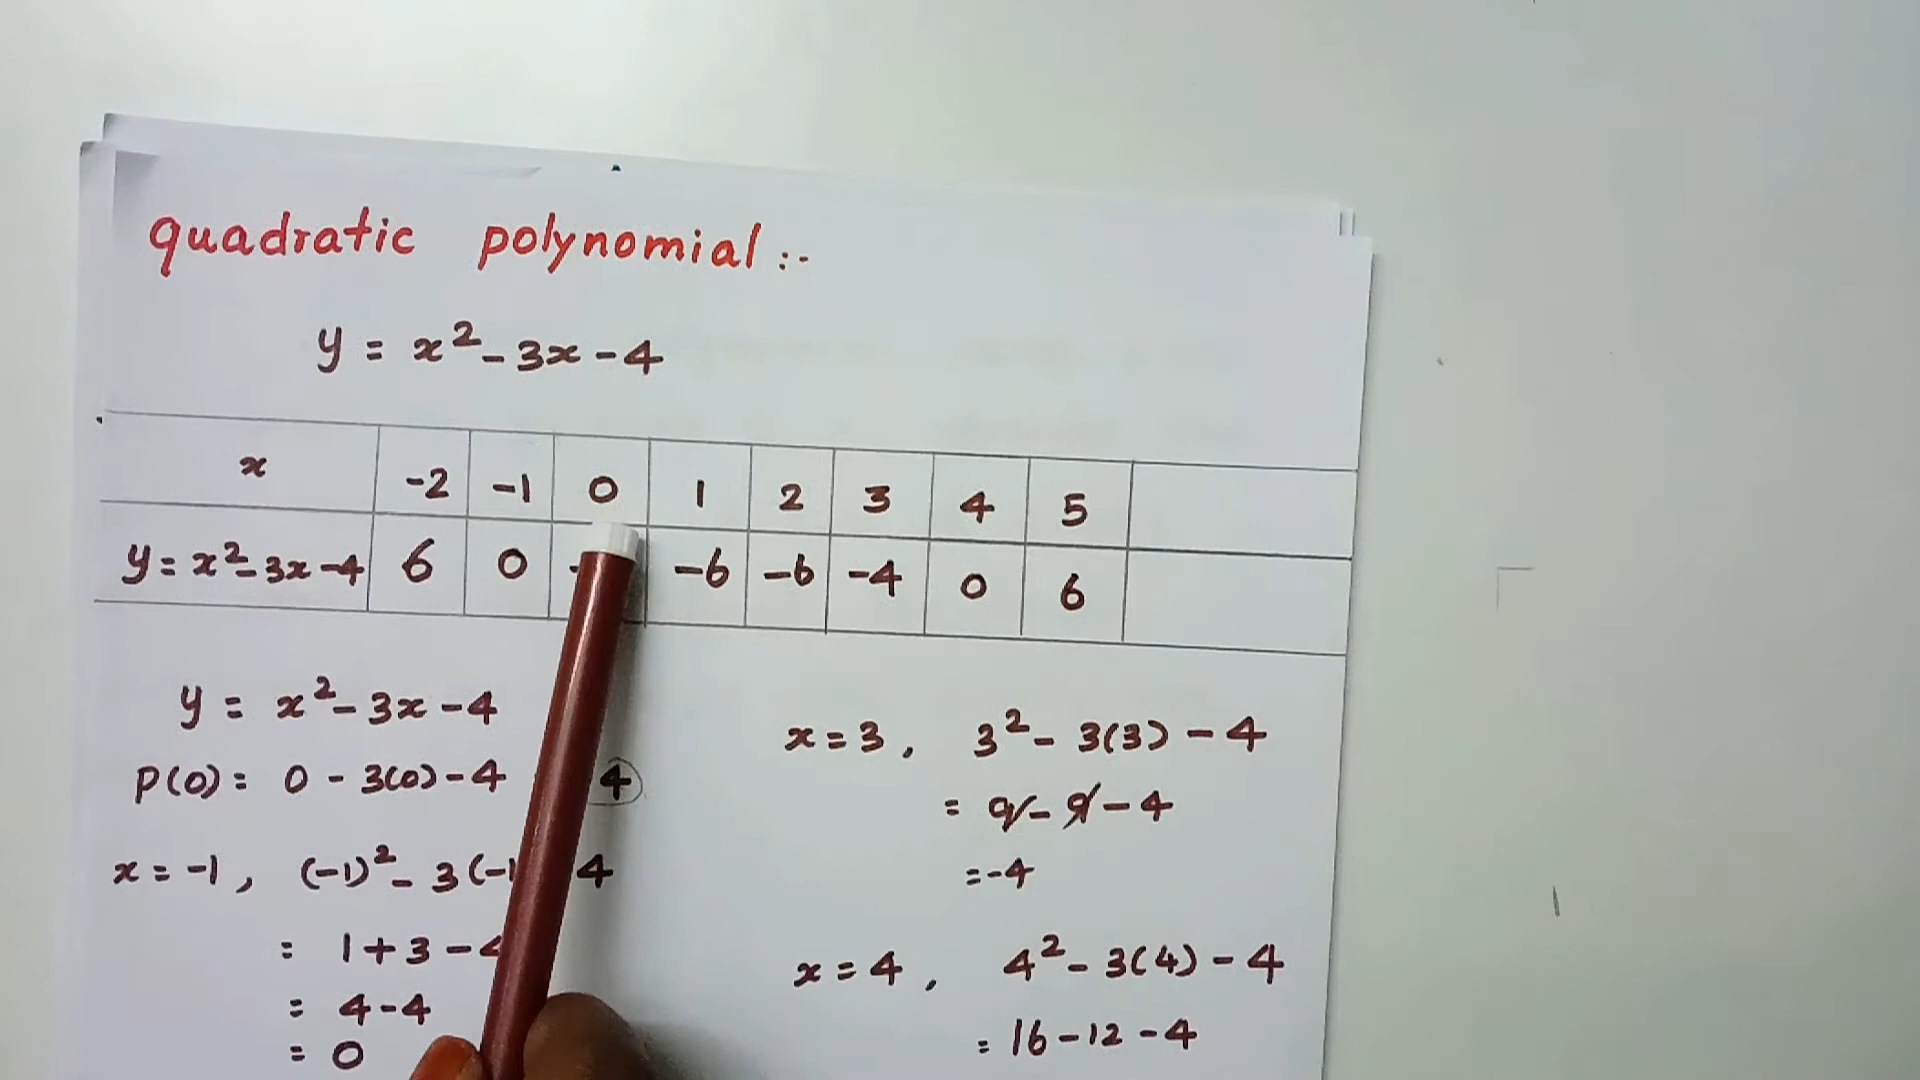 quadratic polynomial :-
y = x² - 3x - 4
x -2 -1 0 1 2 3 4 5
y = x² - 3x - 4 6 0 - -6 -6 -4 0 6
y = x² - 3x - 4
P(0) = 0 - 3(0) - 4 4
x = -1, (-1)² - 3(-1 4
= 1 + 3 - 4
= 4 - 4
= 0
x = 3, 3² - 3(3) - 4
= 9 - 9 - 4
= -4
x = 4, 4² - 3(4) - 4
= 16 - 12 - 4